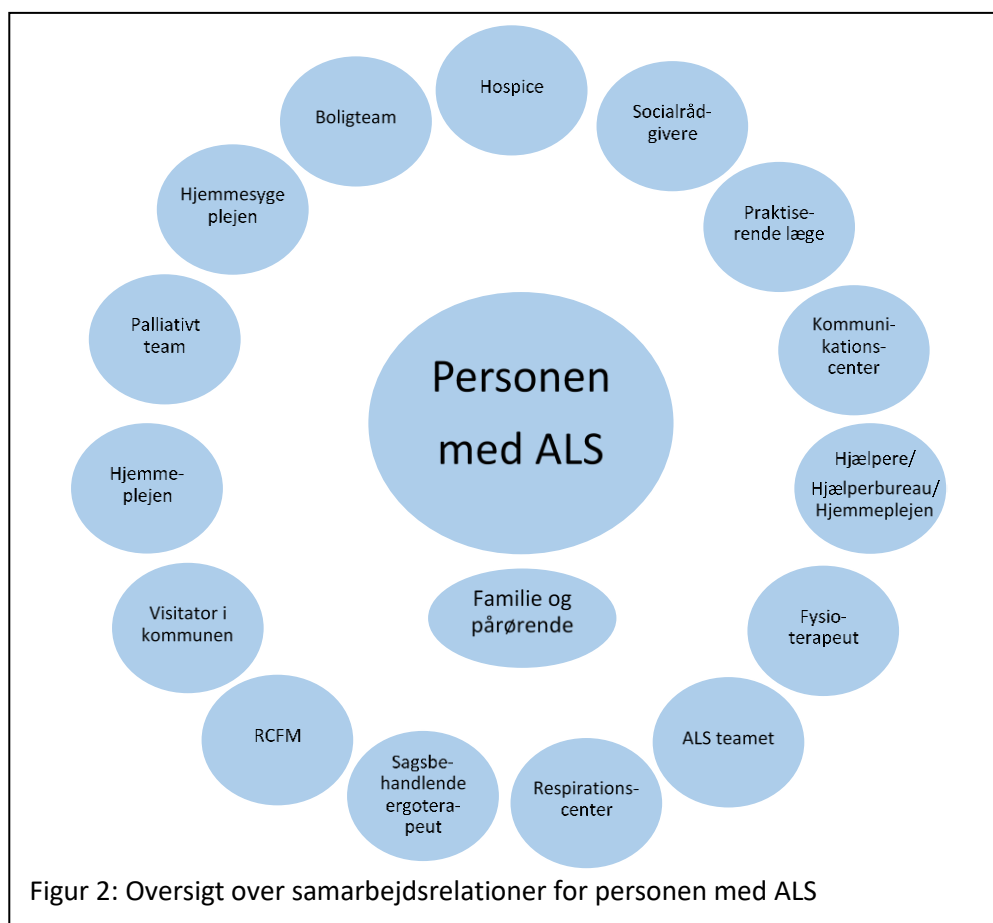 Hospice
Socialråd-
givere
Praktise-
rende læge
Kommuni-
kations-
center
Hjælpere/
Hjælperbureau/
Hjemmeplejen
Fysio-
terapeut
ALS teamet
Respirations-
center
Sagsbe-
handlende
ergotera-
peut
RCFM
Visitator i
kommunen
Hjemme-
plejen
Palliativt
team
Hjemmesyge
plejen
Boligteam
Personen
med ALS
Familie og
pårørende
Figur 2: Oversigt over samarbejdsrelationer for personen med ALS